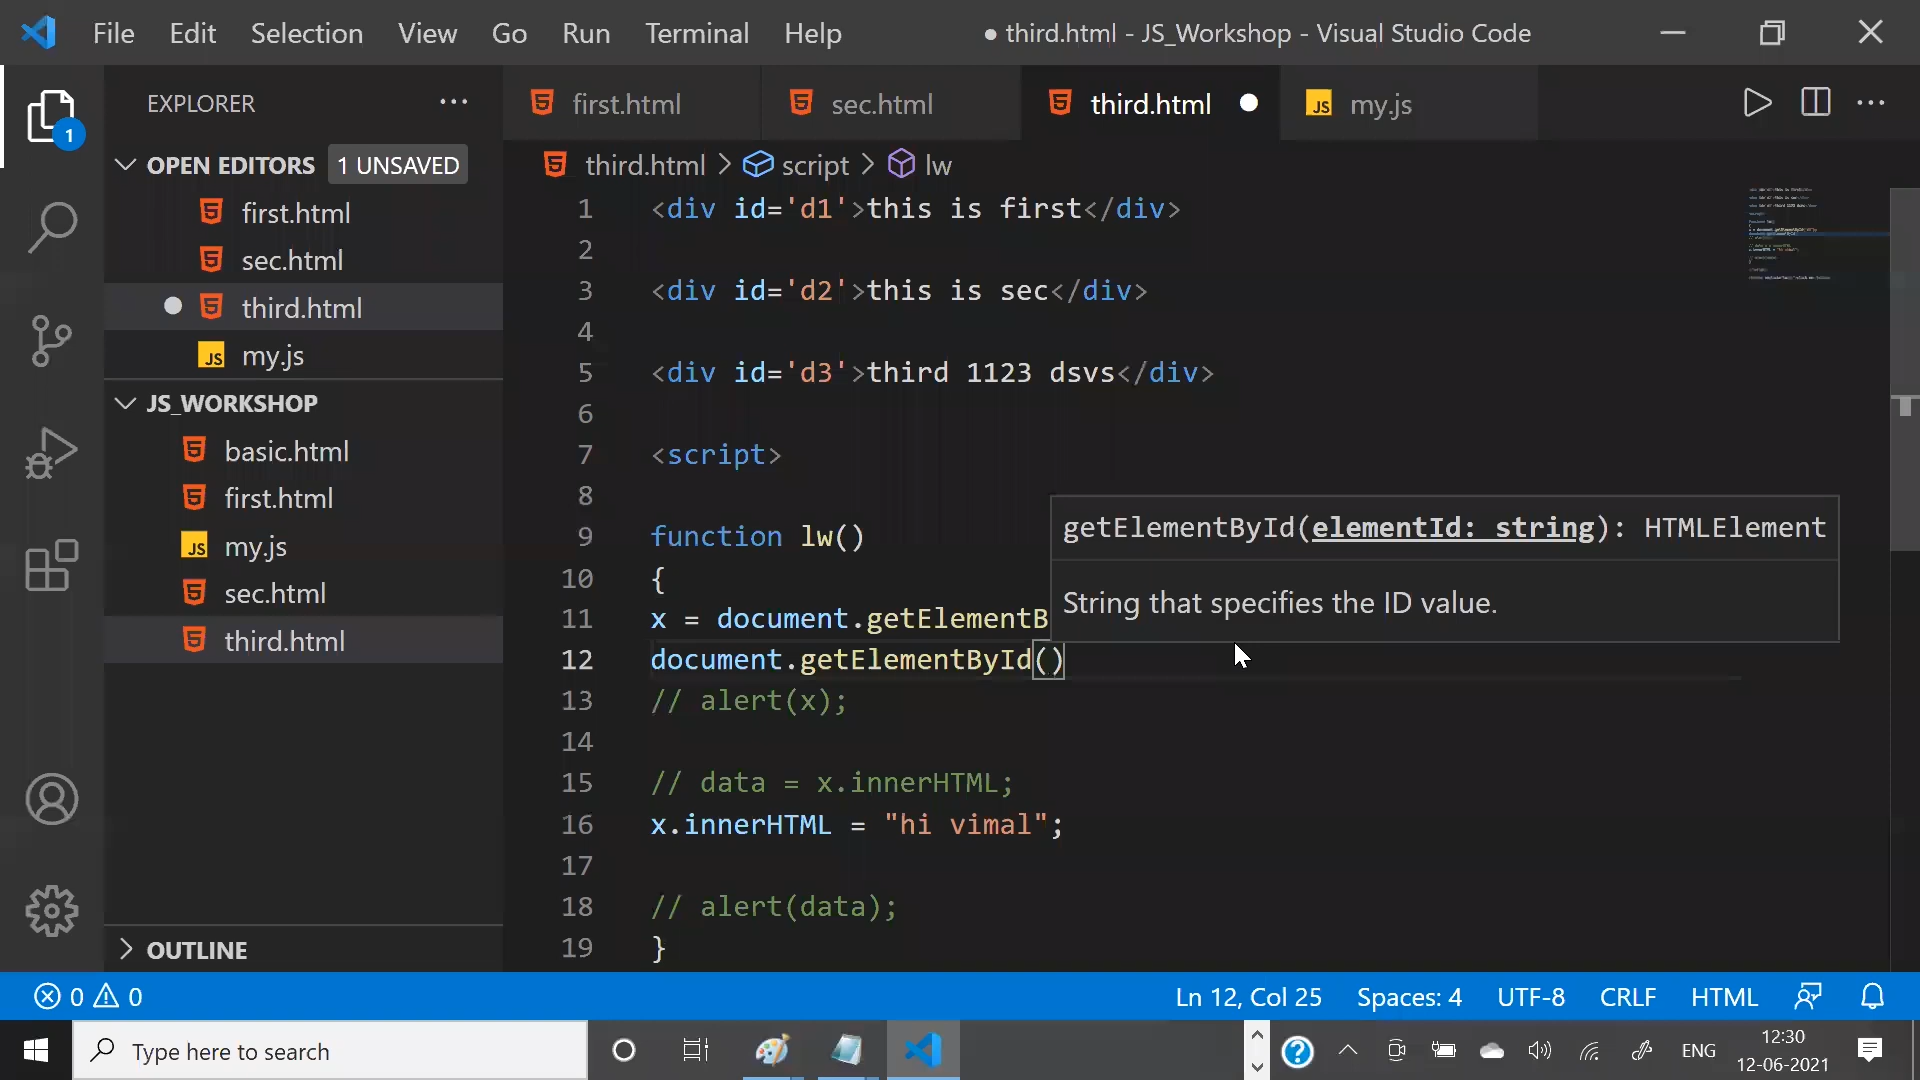 File Edit Selection View Go Run Terminal Help
● third.html - JS_Workshop - Visual Studio Code
EXPLORER
1
OPEN EDITORS 1 UNSAVED
first.html
sec.html
third.html
my.js
JS_WORKSHOP
basic.html
first.html
my.js
sec.html
third.html
OUTLINE
first.html sec.html third.html my.js
third.html > script > lw
1 <div id='d1'>this is first</div>
2
3 <div id='d2'>this is sec</div>
4
5 <div id='d3'>third 1123 dsvs</div>
6
7 <script>
8
9 function lw()
10 {
11 x = document.getElementB
12 document.getElementById()
13 // alert(x);
14
15 // data = x.innerHTML;
16 x.innerHTML = "hi vimal";
17
18 // alert(data);
19 }
getElementById(elementId: string): HTMLElement
String that specifies the ID value.
0 0 Ln 12, Col 25 Spaces: 4 UTF-8 CRLF HTML
Type here to search
ENG
12:30
12-06-2021